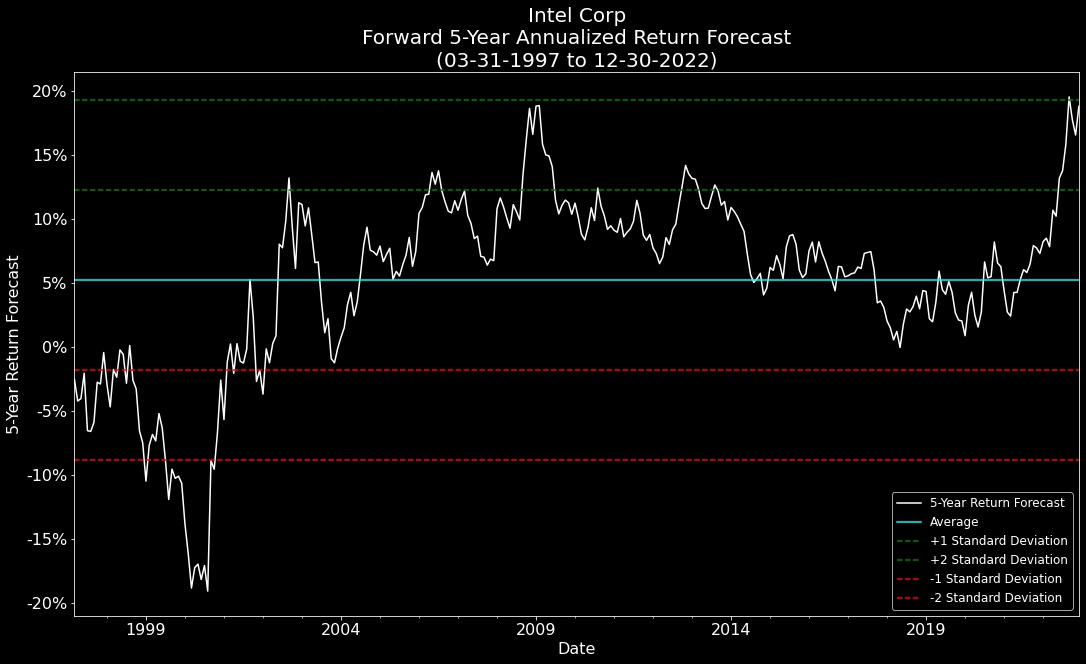 Intel Corp
Forward 5-Year Annualized Return Forecast
(03-31-1997 to 12-30-2022)
5-Year Return Forecast
20%
15%
10%
5%
0%
-5%
-10%
-15%
-20%
5-Year Return Forecast
Average
+1 Standard Deviation
+2 Standard Deviation
-1 Standard Deviation
-2 Standard Deviation
1999 2004 2009 2014 2019
Date